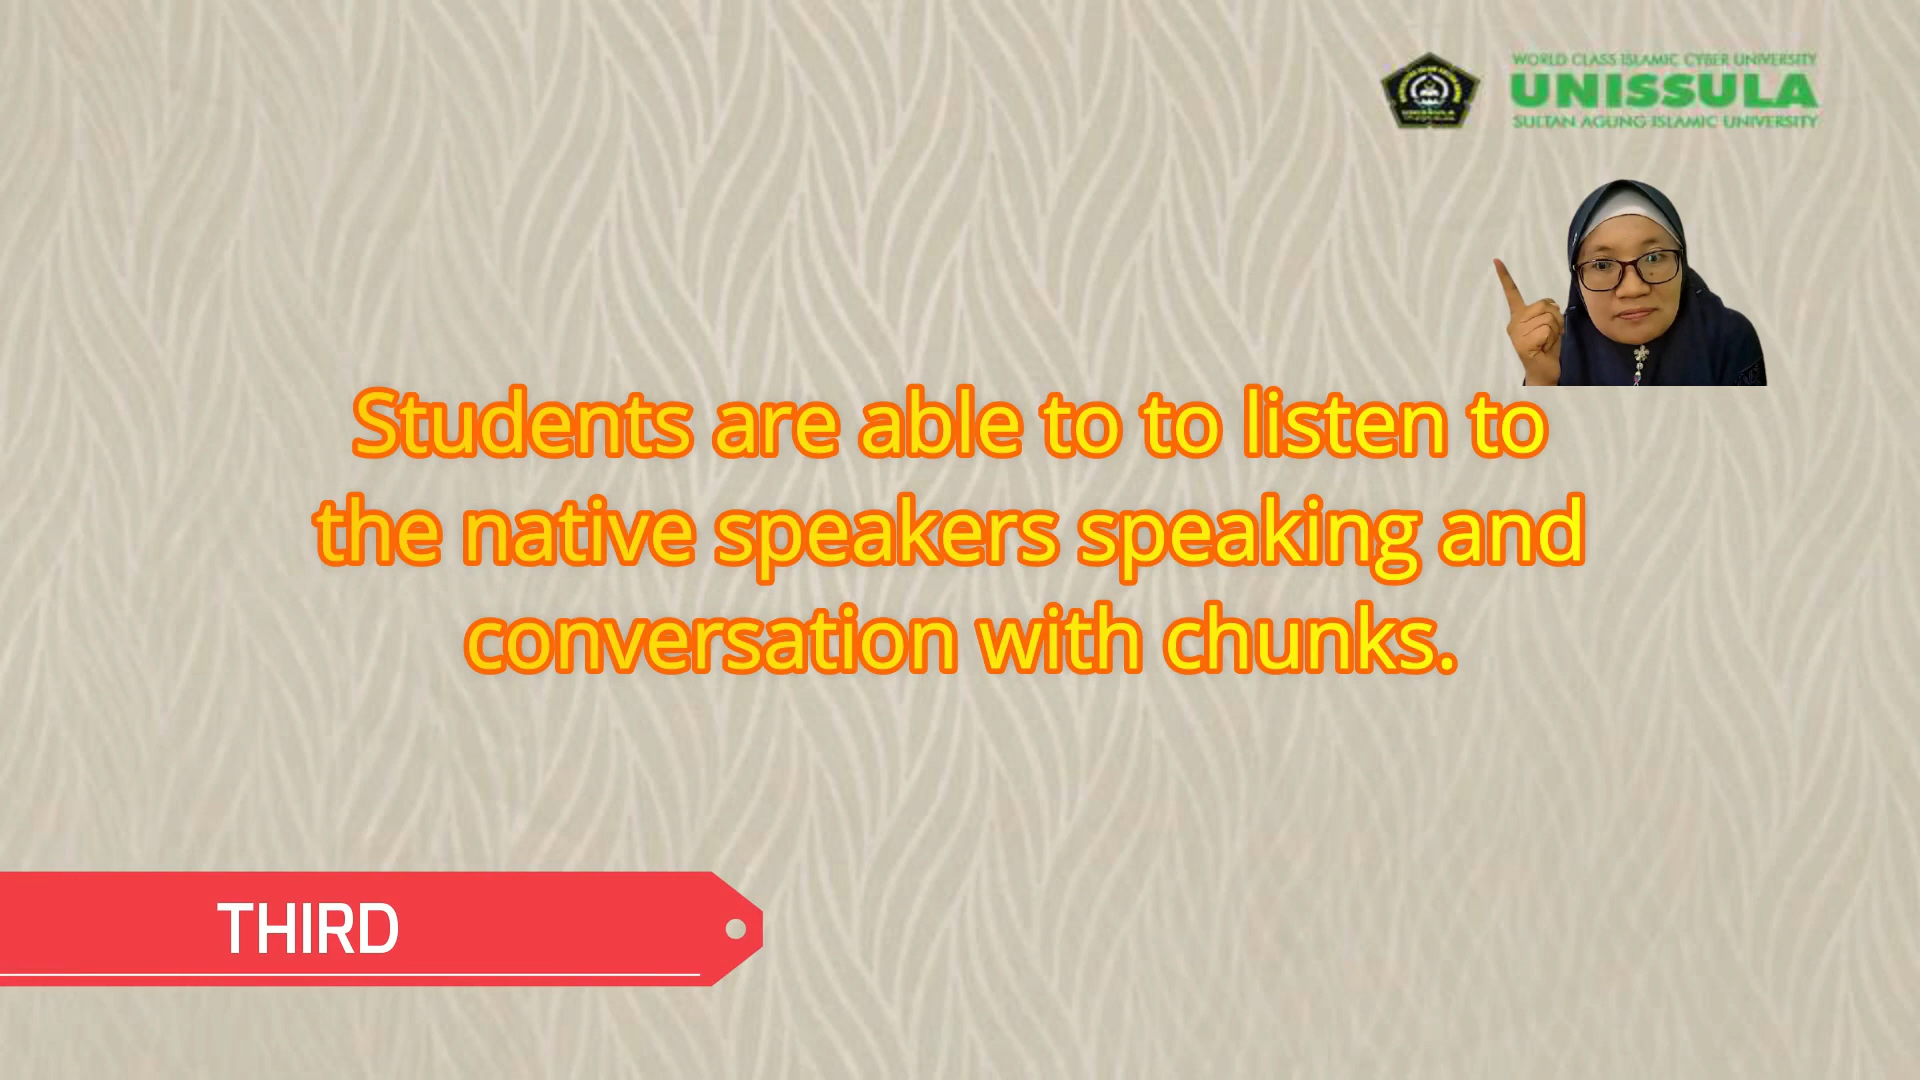 WORLD CLASS ISLAMIC CYBER UNIVERSITY
UNISSULA
SULTAN AGUNG ISLAMIC UNIVERSITY
Students are able to to listen to
the native speakers speaking and
conversation with chunks.
THIRD